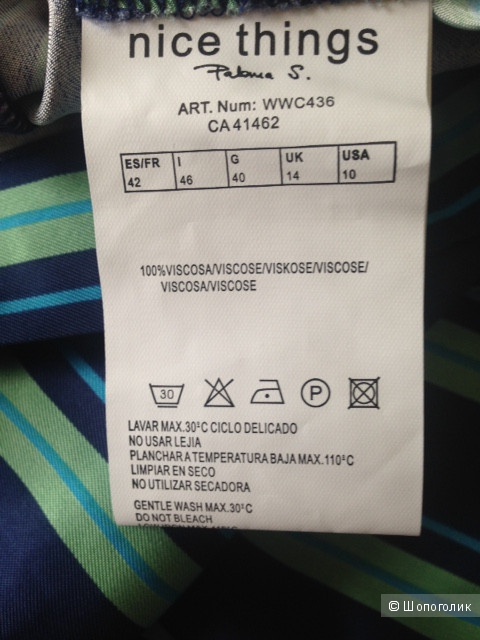 nice things
Paloma S.
ART. Num: WWC436
CA41462
ES/FR I G UK USA
42 46 40 14 10
100%VISCOSA/VISCOSE/VISKOSE/VISCOSE/
VISCOSA/VISCOSE
30 P
LAVAR MAX.30ºC CICLO DELICADO
NO USAR LEJIA
PLANCHAR A TEMPERATURA BAJA MAX.110ºC
LIMPIAR EN SECO
NO UTILIZAR SECADORA
GENTLE WASH MAX.30ºC
DO NOT BLEACH
© Шопоголик